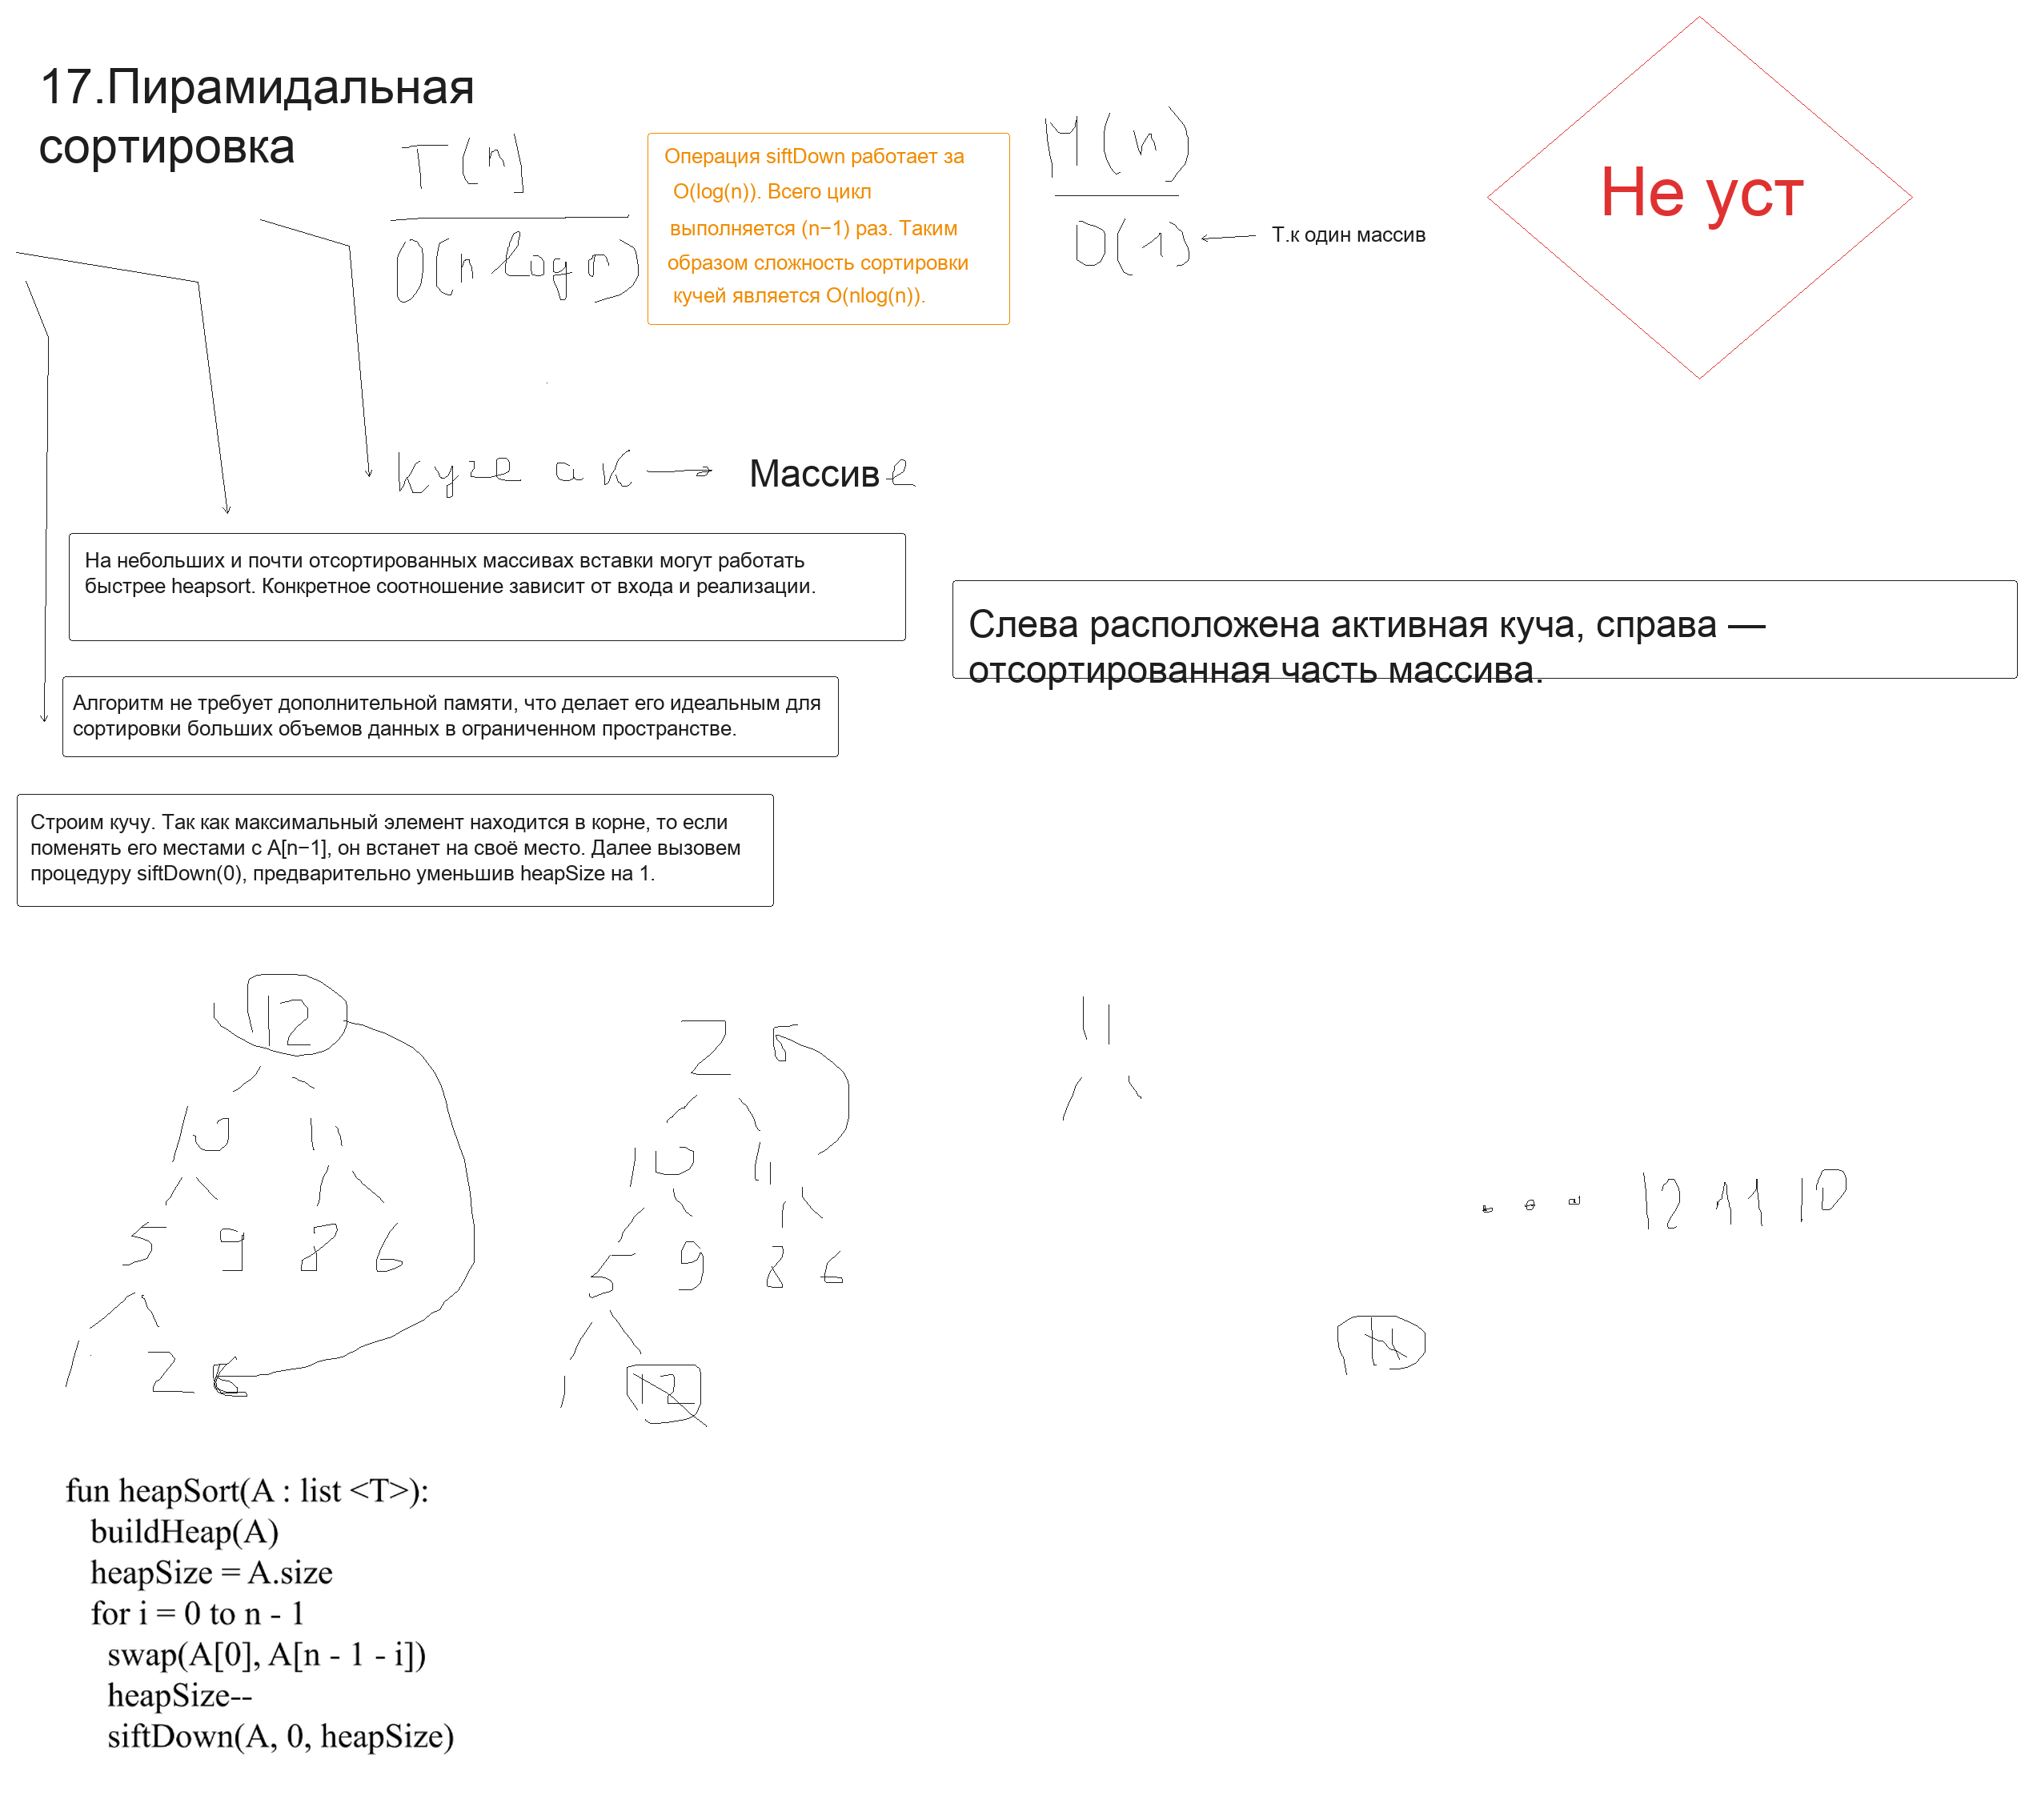 17.Пирамидальная
сортировка
T(n)
O(n log n)
Операция siftDown работает за
O(log(n)). Всего цикл
выполняется (n−1) раз. Таким
образом сложность сортировки
кучей является O(nlog(n)).
M(n)
O(1)
Т.к один массив
Не уст
Массив
На небольших и почти отсортированных массивах вставки могут работать
быстрее heapsort. Конкретное соотношение зависит от входа и реализации.
Слева расположена активная куча, справа —
отсортированная часть массива.
Алгоритм не требует дополнительной памяти, что делает его идеальным для
сортировки больших объемов данных в ограниченном пространстве.
Строим кучу. Так как максимальный элемент находится в корне, то если
поменять его местами с A[n−1], он встанет на своё место. Далее вызовем
процедуру siftDown(0), предварительно уменьшив heapSize на 1.
12
10 11
5 9 8 6
1 2
2
10 11
5 9 8 6
1 12
11
... 12 11 10
fun heapSort(A : list <T>):
buildHeap(A)
heapSize = A.size
for i = 0 to n - 1
swap(A[0], A[n - 1 - i])
heapSize--
siftDown(A, 0, heapSize)